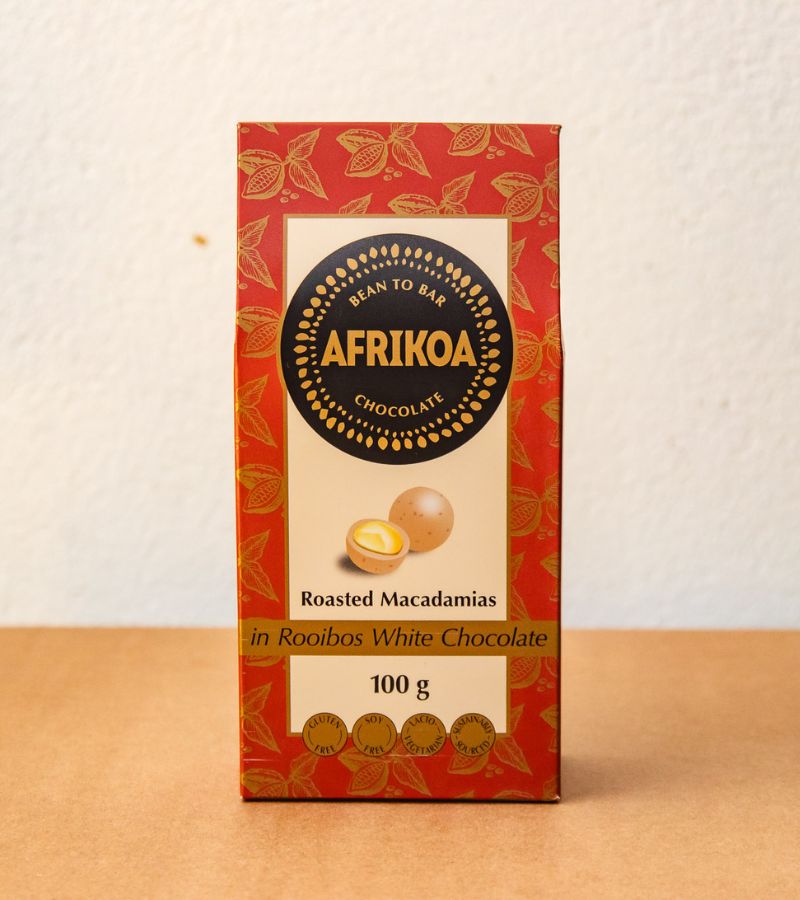 BEAN TO BAR
AFRIKOA
CHOCOLATE
Roasted Macadamias
in Rooibos White Chocolate
100 g
GLUTEN FREE
SOY FREE
LACTO VEGETARIAN
SUSTAINABLY SOURCED